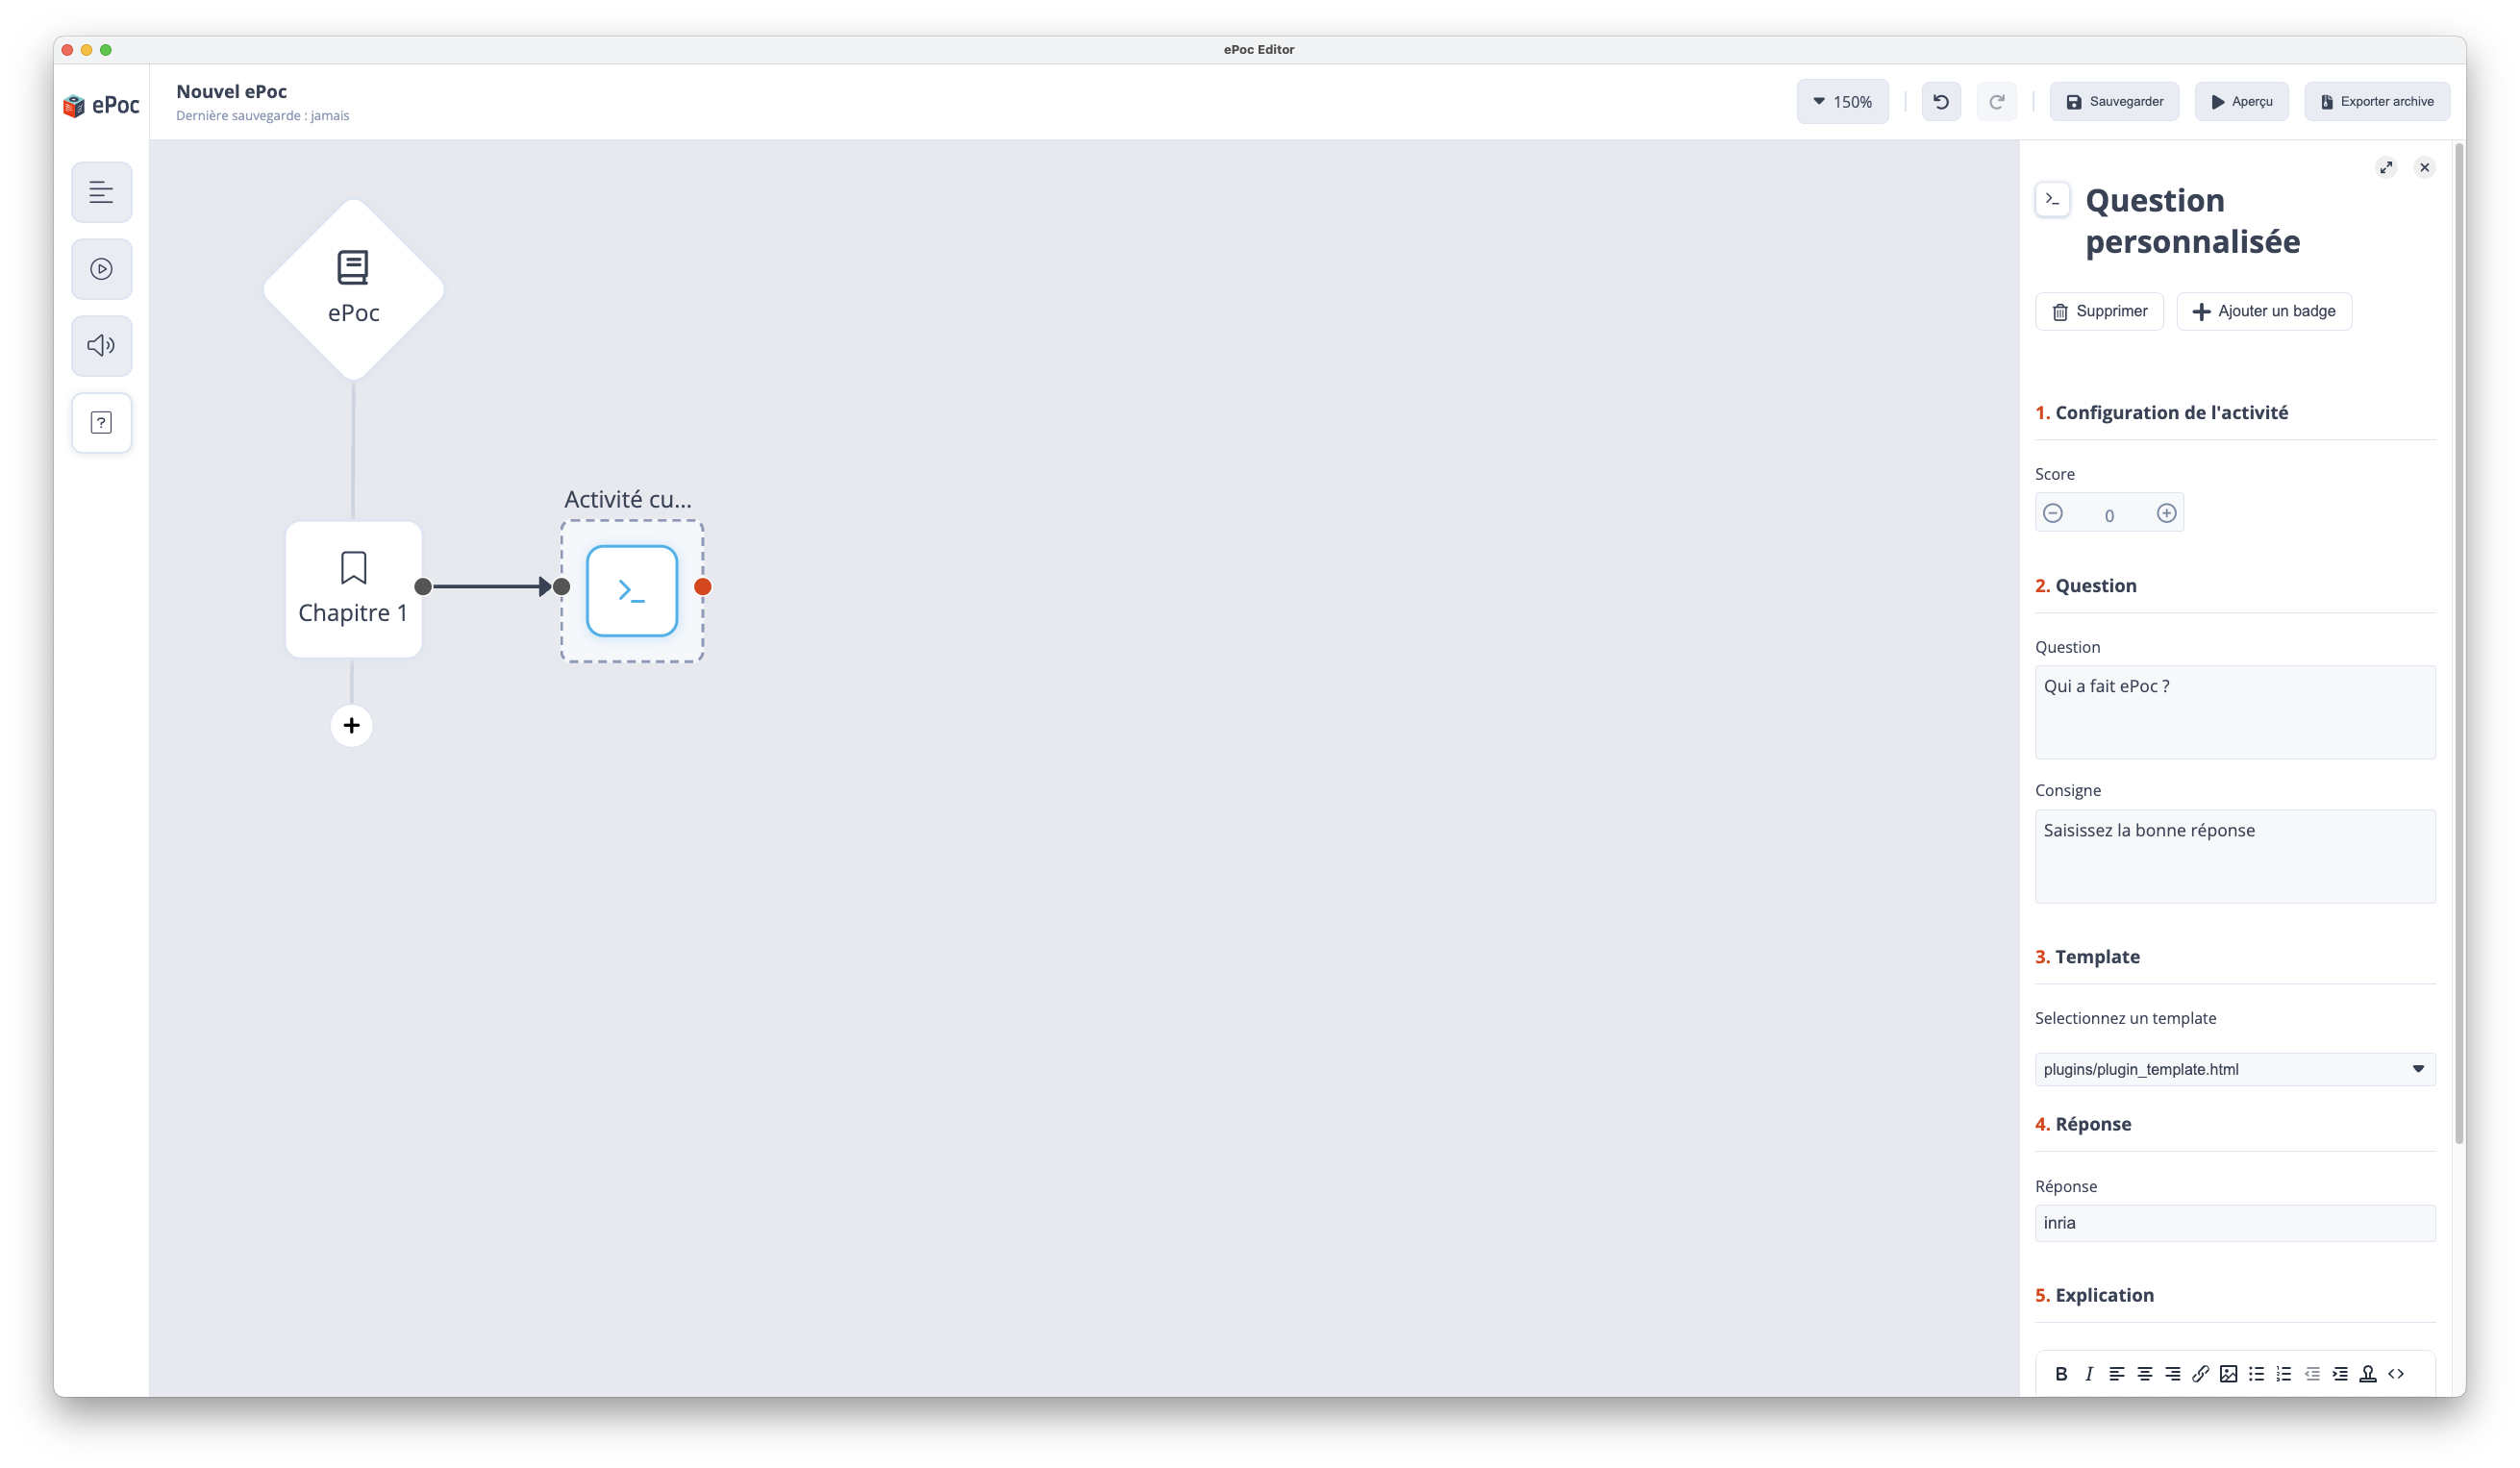 ePoc Editor
ePoc
Nouvel ePoc
Dernière sauvegarde : jamais
150%
Sauvegarder
Aperçu
Exporter archive
ePoc
Activité cu...
Chapitre 1
Question
personnalisée
Supprimer
Ajouter un badge
1. Configuration de l'activité
Score
0
2. Question
Question
Qui a fait ePoc ?
Consigne
Saisissez la bonne réponse
3. Template
Selectionnez un template
plugins/plugin_template.html
4. Réponse
Réponse
inria
5. Explication